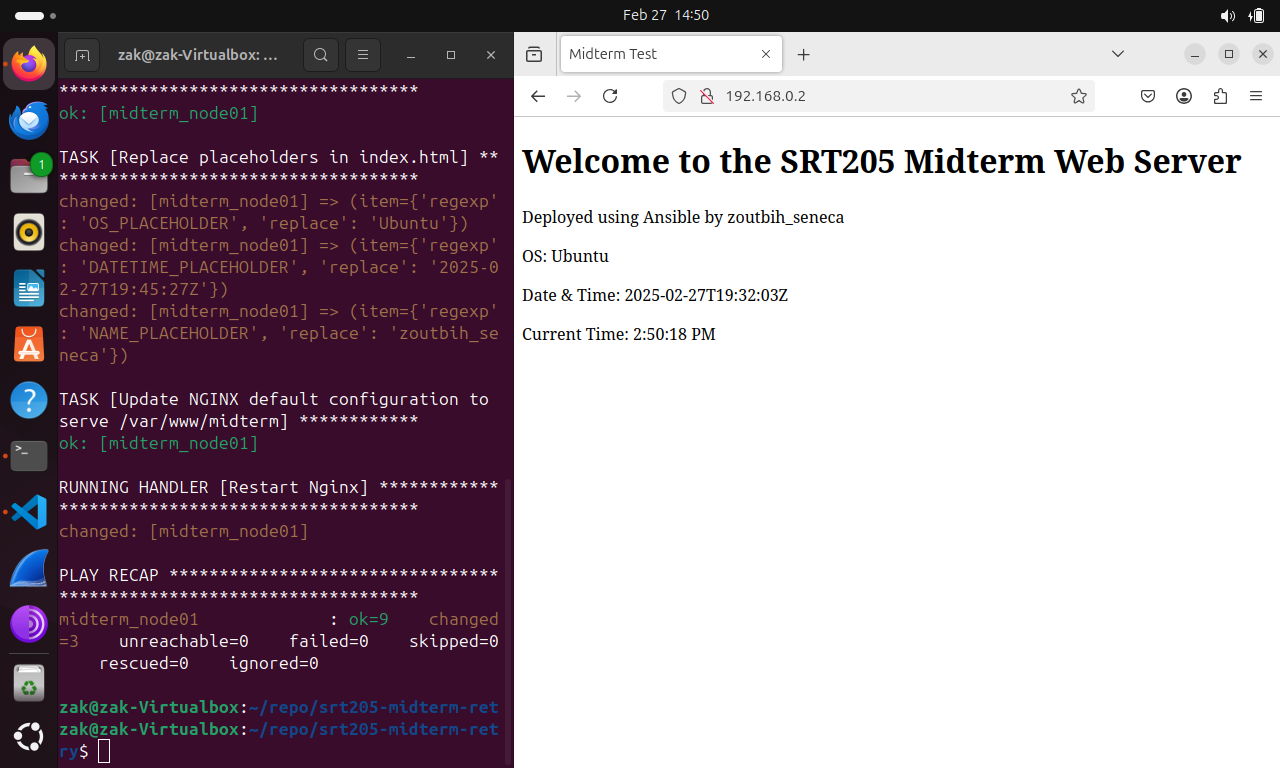 Feb 27 14:50
zak@zak-Virtualbox: ...
************************************
ok: [midterm_node01]
TASK [Replace placeholders in index.html] **
************************************
changed: [midterm_node01] => (item={'regexp'
: 'OS_PLACEHOLDER', 'replace': 'Ubuntu'})
changed: [midterm_node01] => (item={'regexp'
: 'DATETIME_PLACEHOLDER', 'replace': '2025-0
2-27T19:45:27Z'})
changed: [midterm_node01] => (item={'regexp'
: 'NAME_PLACEHOLDER', 'replace': 'zoutbih_se
neca'})
TASK [Update NGINX default configuration to
serve /var/www/midterm] ************
ok: [midterm_node01]
RUNNING HANDLER [Restart Nginx] ************
************************************
changed: [midterm_node01]
PLAY RECAP *********************************
************************************
midterm_node01             : ok=9    changed
=3    unreachable=0    failed=0    skipped=0
    rescued=0    ignored=0
zak@zak-Virtualbox:~/repo/srt205-midterm-ret
zak@zak-Virtualbox:~/repo/srt205-midterm-ret
ry$
1
Midterm Test
192.168.0.2
Welcome to the SRT205 Midterm Web Server
Deployed using Ansible by zoutbih_seneca
OS: Ubuntu
Date & Time: 2025-02-27T19:32:03Z
Current Time: 2:50:18 PM